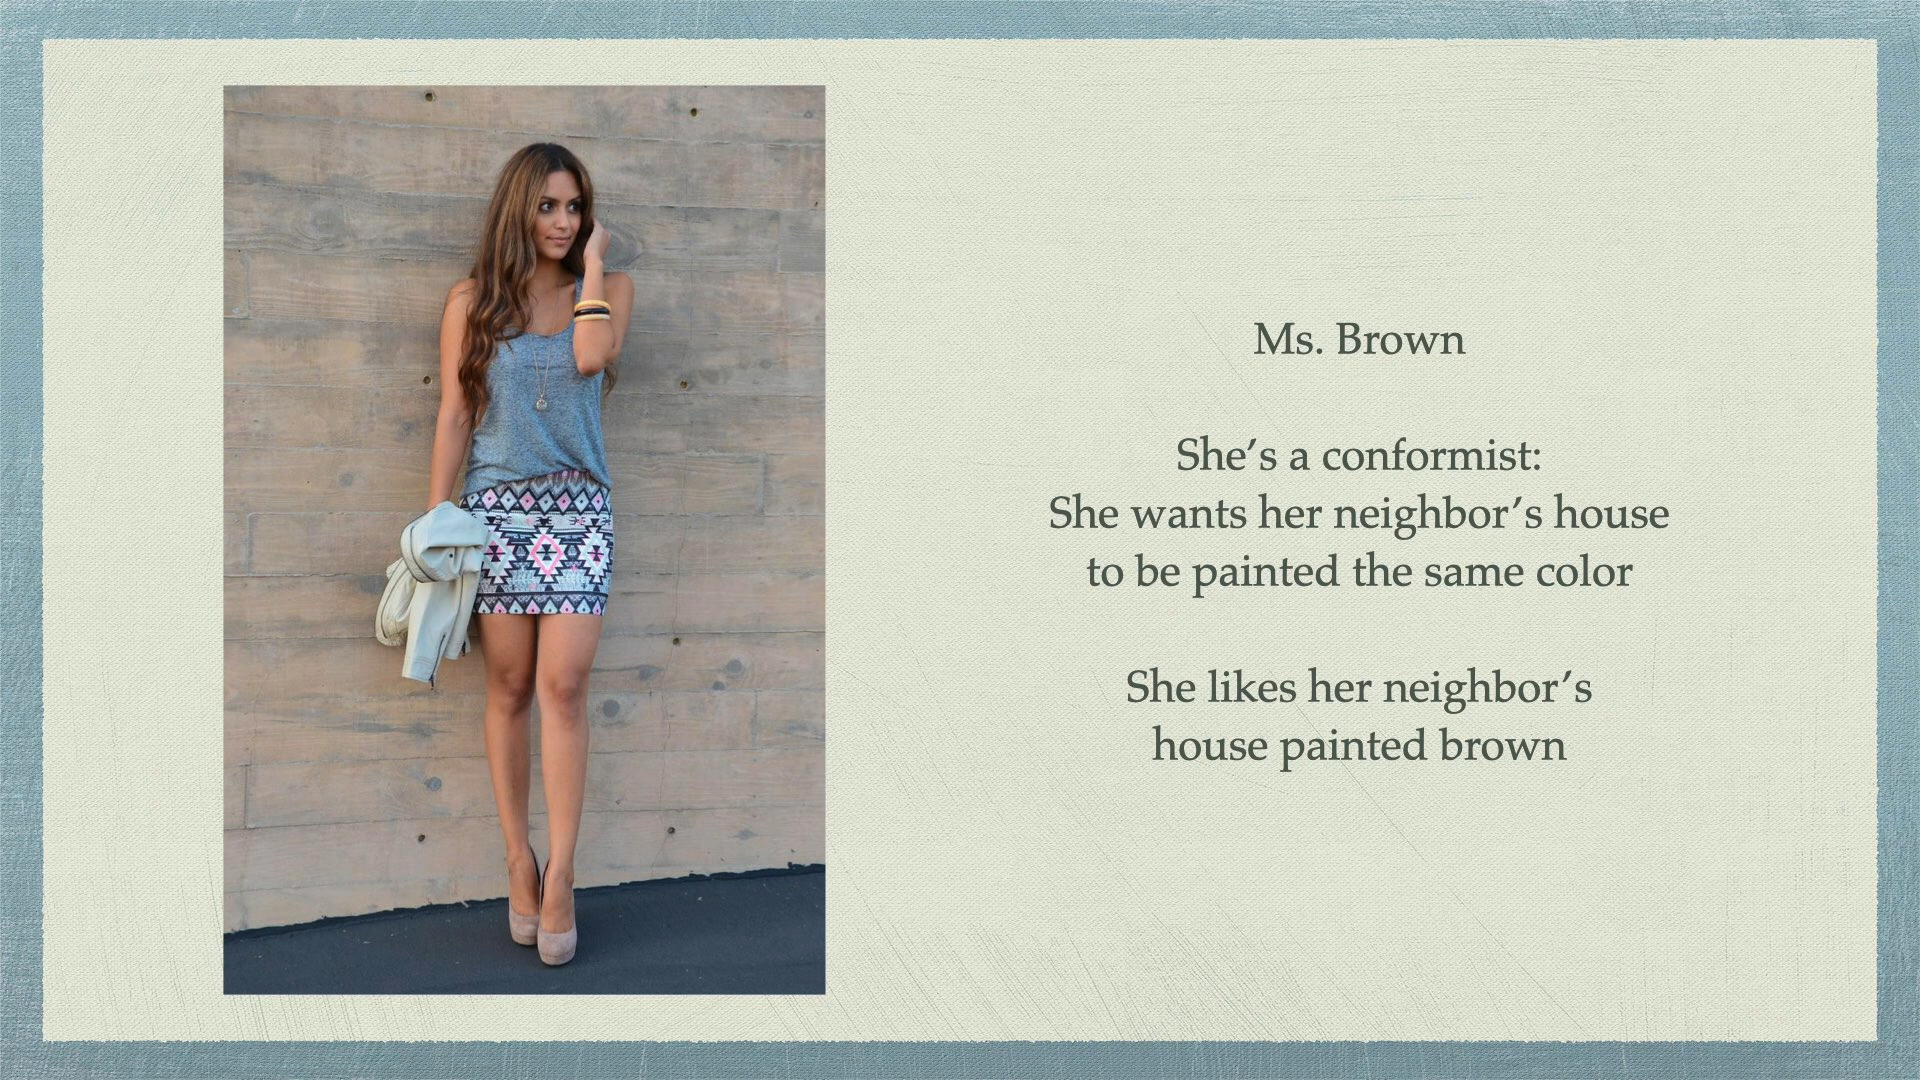 Ms. Brown
She’s a conformist:
She wants her neighbor’s house
to be painted the same color
She likes her neighbor’s
house painted brown